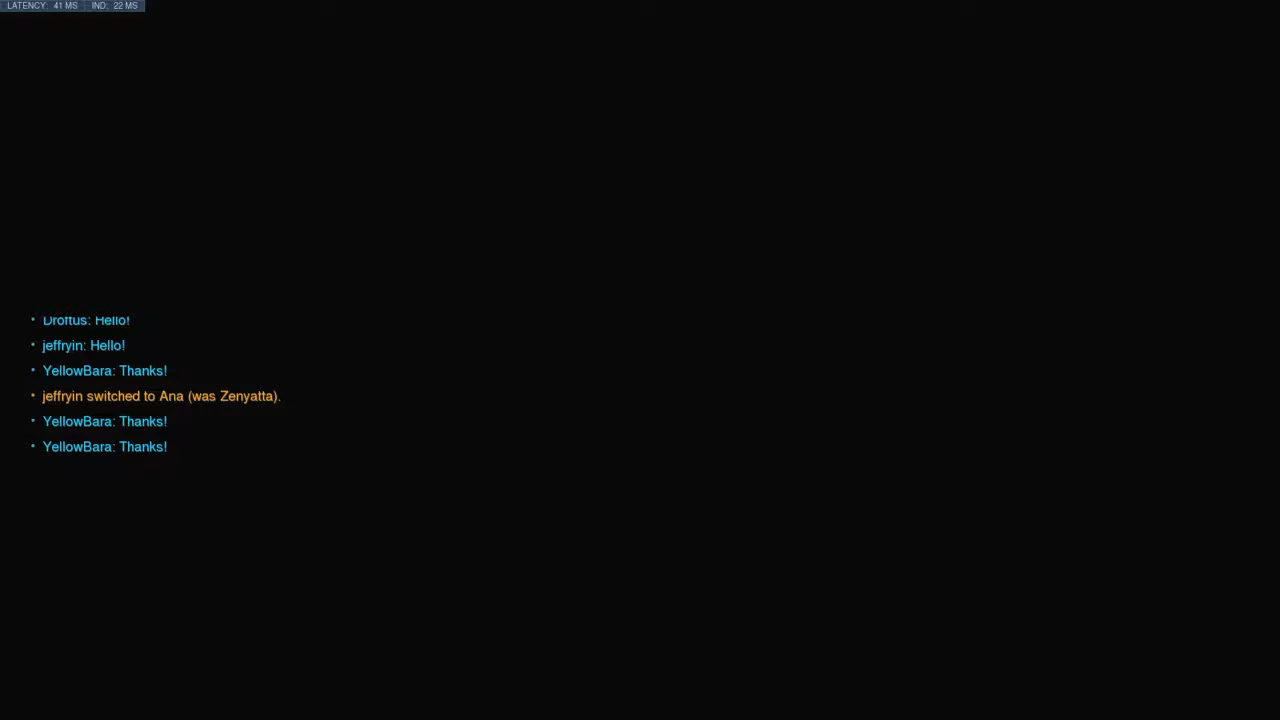 LATENCY: 41 MS IND: 22 MS
Droftus: Hello!
jeffryin: Hello!
YellowBara: Thanks!
jeffryin switched to Ana (was Zenyatta).
YellowBara: Thanks!
YellowBara: Thanks!